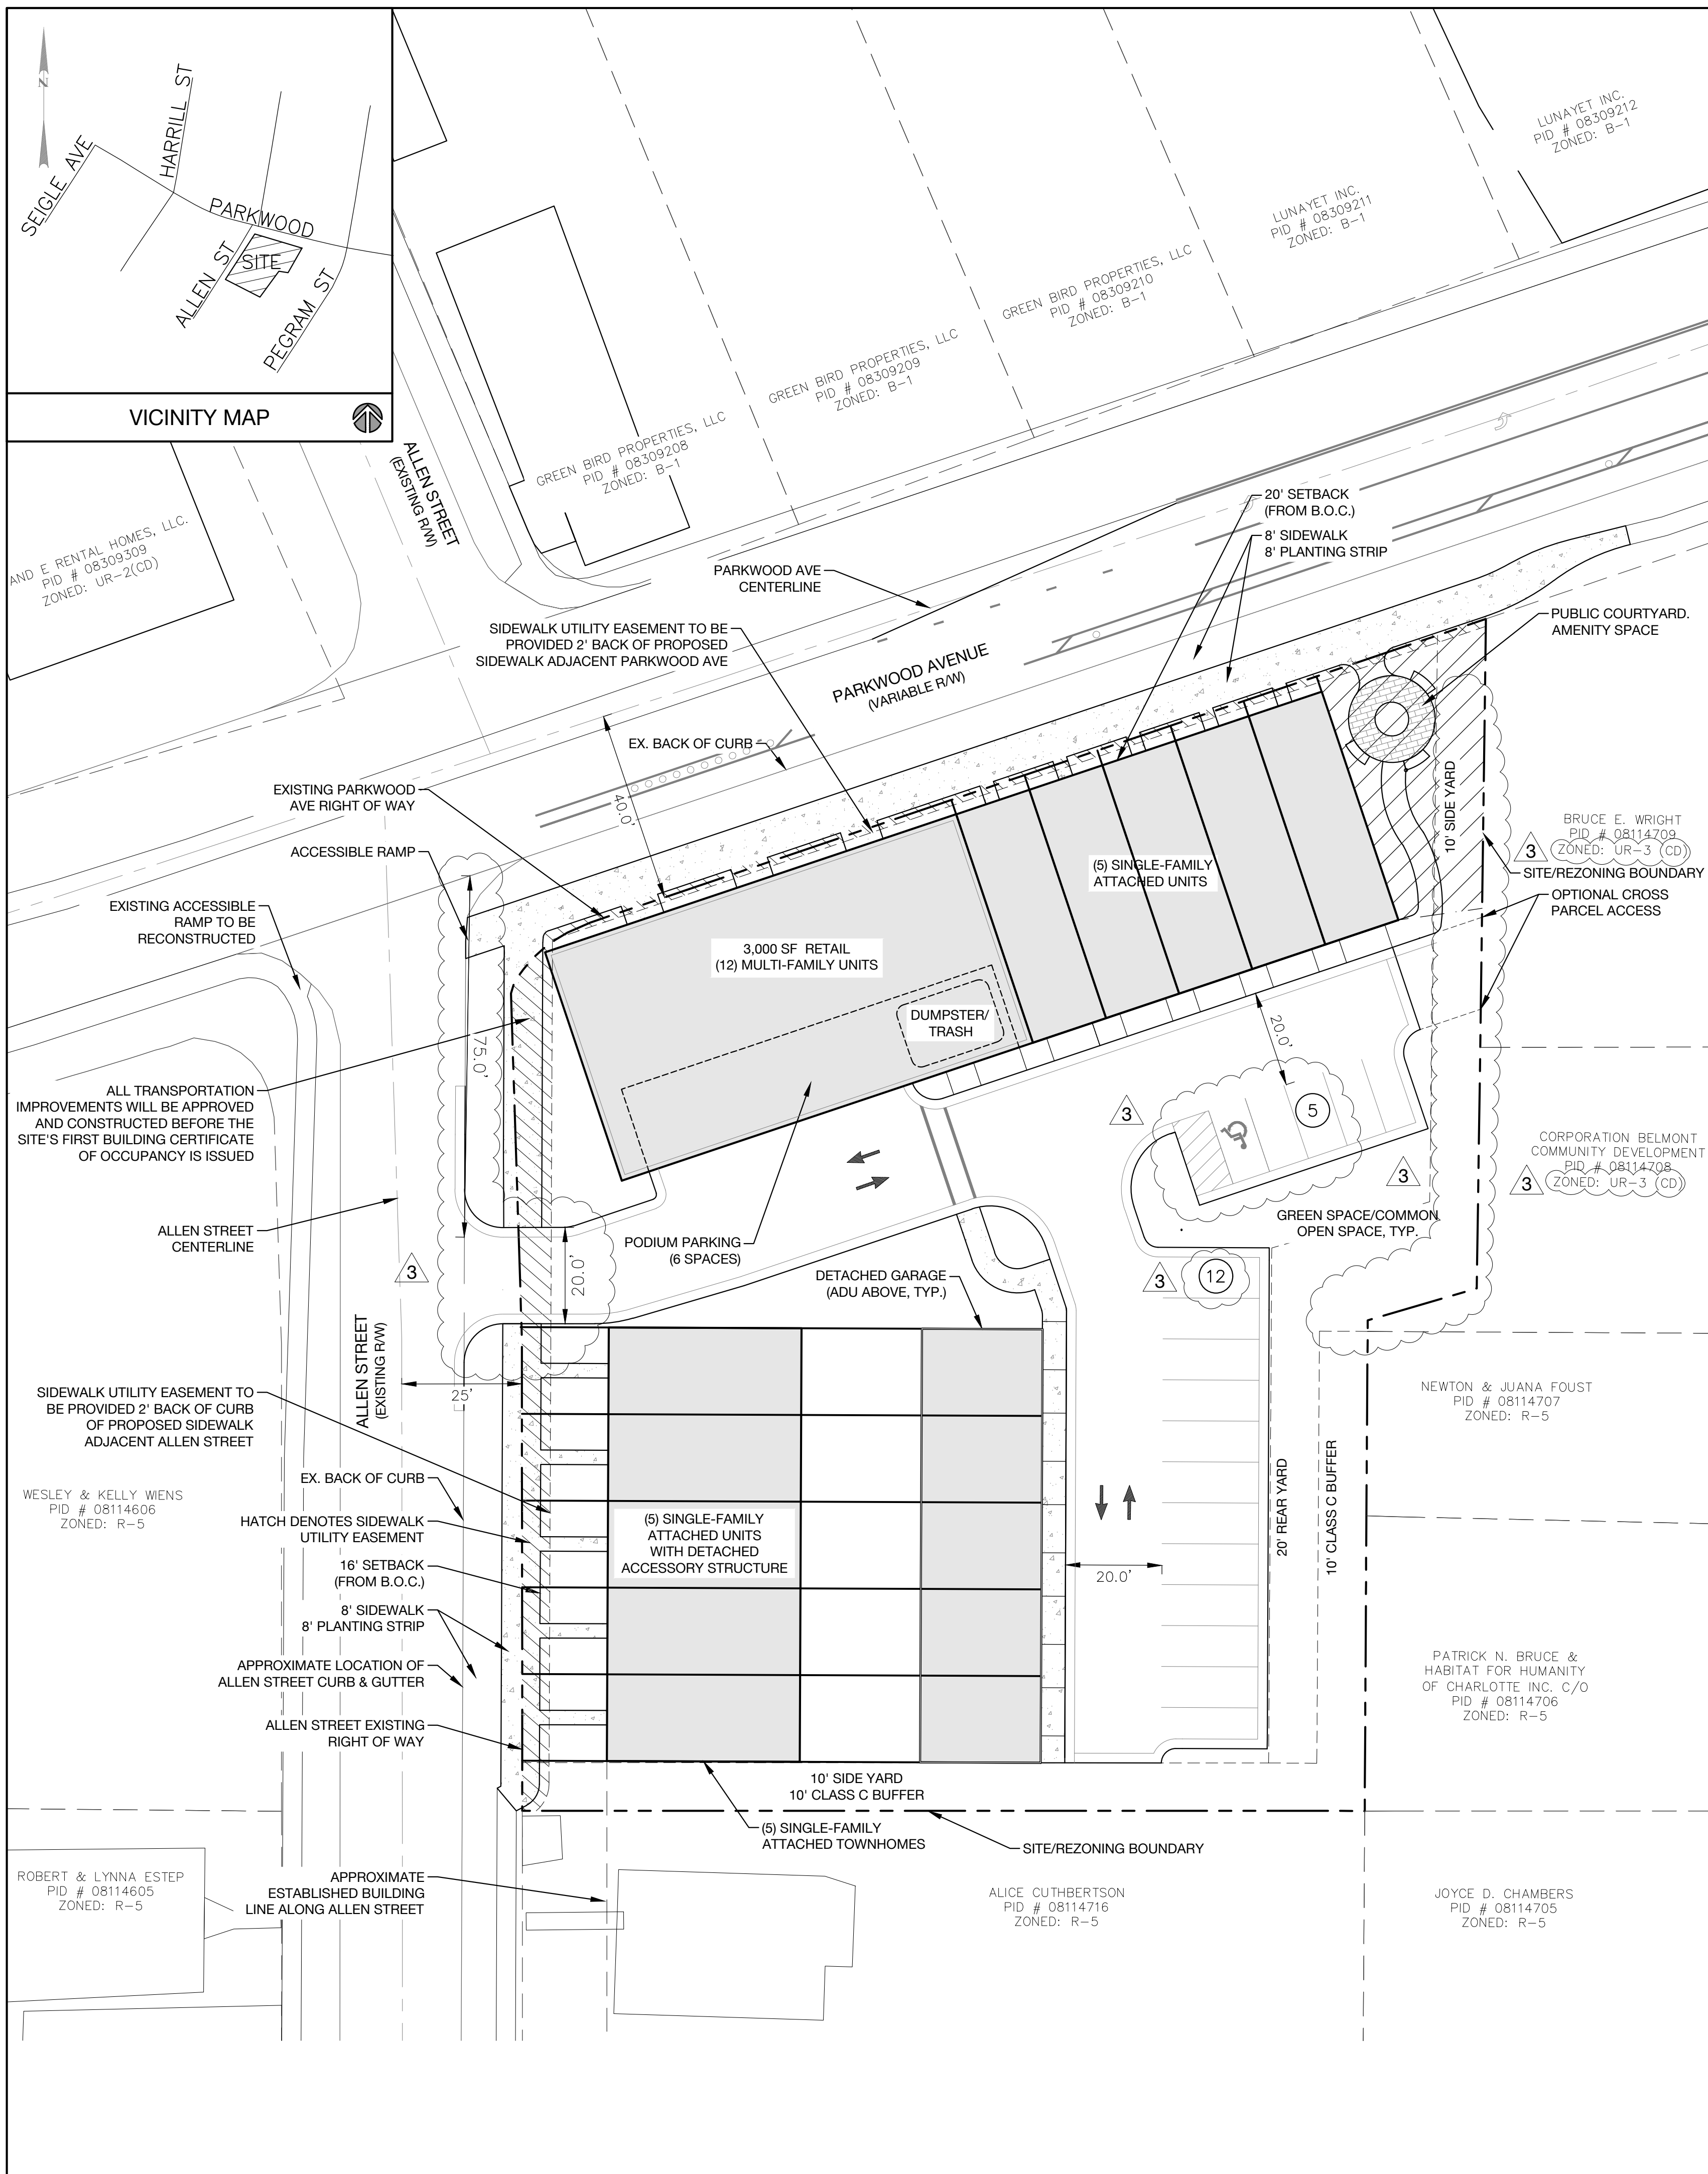 N
SEIGLE AVE
HARRILL ST
PARKWOOD
ALLEN ST
SITE
PEGRAM ST
VICINITY MAP
LUNAYET INC.
PID # 08309212
ZONED: B-1
LUNAYET INC.
PID # 08309211
ZONED: B-1
GREEN BIRD PROPERTIES, LLC
PID # 08309210
ZONED: B-1
GREEN BIRD PROPERTIES, LLC
PID # 08309209
ZONED: B-1
GREEN BIRD PROPERTIES, LLC
PID # 08309208
ZONED: B-1
ALLEN STREET
(EXISTING R/W)
AND E RENTAL HOMES, LLC.
PID # 08309309
ZONED: UR-2(CD)
20' SETBACK
(FROM B.O.C.)
8' SIDEWALK
8' PLANTING STRIP
PARKWOOD AVE
CENTERLINE
PUBLIC COURTYARD.
AMENITY SPACE
SIDEWALK UTILITY EASEMENT TO BE
PROVIDED 2' BACK OF PROPOSED
SIDEWALK ADJACENT PARKWOOD AVE
PARKWOOD AVENUE
(VARIABLE R/W)
EX. BACK OF CURB
40.0'
EXISTING PARKWOOD
AVE RIGHT OF WAY
ACCESSIBLE RAMP
EXISTING ACCESSIBLE
RAMP TO BE
RECONSTRUCTED
10' SIDE YARD
BRUCE E. WRIGHT
PID # 08114709
ZONED: UR-3 (CD)
3
SITE/REZONING BOUNDARY
OPTIONAL CROSS
PARCEL ACCESS
(5) SINGLE-FAMILY
ATTACHED UNITS
3,000 SF RETAIL
(12) MULTI-FAMILY UNITS
DUMPSTER/
TRASH
20.0'
75.0'
ALL TRANSPORTATION
IMPROVEMENTS WILL BE APPROVED
AND CONSTRUCTED BEFORE THE
SITE'S FIRST BUILDING CERTIFICATE
OF OCCUPANCY IS ISSUED
3
5
3
CORPORATION BELMONT
COMMUNITY DEVELOPMENT
PID # 08114708
ZONED: UR-3 (CD)
3
ALLEN STREET
CENTERLINE
GREEN SPACE/COMMON
OPEN SPACE, TYP.
PODIUM PARKING
(6 SPACES)
3
20.0'
DETACHED GARAGE
(ADU ABOVE, TYP.)
3
12
ALLEN STREET
(EXISTING R/W)
25'
SIDEWALK UTILITY EASEMENT TO
BE PROVIDED 2' BACK OF CURB
OF PROPOSED SIDEWALK
ADJACENT ALLEN STREET
NEWTON & JUANA FOUST
PID # 08114707
ZONED: R-5
EX. BACK OF CURB
WESLEY & KELLY WIENS
PID # 08114606
ZONED: R-5
HATCH DENOTES SIDEWALK
UTILITY EASEMENT
(5) SINGLE-FAMILY
ATTACHED UNITS
WITH DETACHED
ACCESSORY STRUCTURE
20' REAR YARD
10' CLASS C BUFFER
16' SETBACK
(FROM B.O.C.)
20.0'
8' SIDEWALK
8' PLANTING STRIP
APPROXIMATE LOCATION OF
ALLEN STREET CURB & GUTTER
PATRICK N. BRUCE &
HABITAT FOR HUMANITY
OF CHARLOTTE INC. C/O
PID # 08114706
ZONED: R-5
ALLEN STREET EXISTING
RIGHT OF WAY
10' SIDE YARD
10' CLASS C BUFFER
(5) SINGLE-FAMILY
ATTACHED TOWNHOMES
SITE/REZONING BOUNDARY
ROBERT & LYNNA ESTEP
PID # 08114605
ZONED: R-5
APPROXIMATE
ESTABLISHED BUILDING
LINE ALONG ALLEN STREET
ALICE CUTHBERTSON
PID # 08114716
ZONED: R-5
JOYCE D. CHAMBERS
PID # 08114705
ZONED: R-5